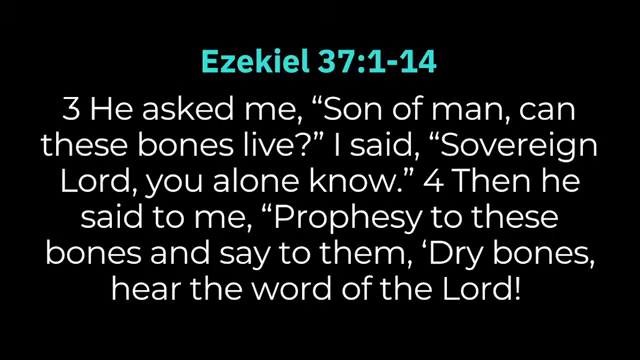 Ezekiel 37:1-14
3 He asked me, “Son of man, can
these bones live?” I said, “Sovereign
Lord, you alone know.” 4 Then he
said to me, “Prophesy to these
bones and say to them, ‘Dry bones,
hear the word of the Lord!